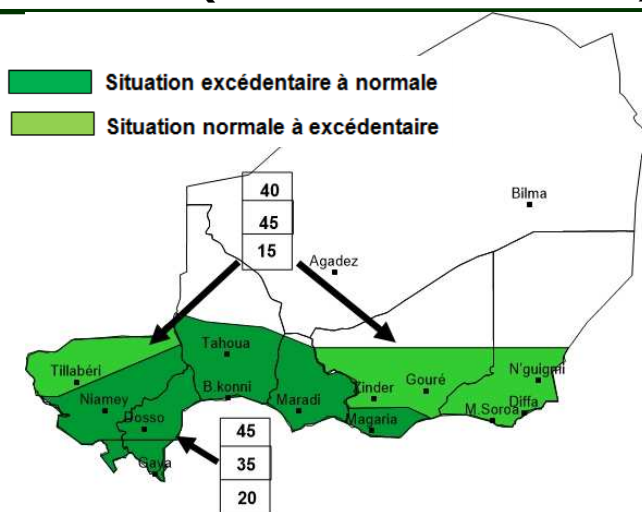 Situation excédentaire à normale
Situation normale à excédentaire
40
45
15
Bilma
Agadez
Tahoua
Tillabéri
N'guigmi
Gouré
Zinder
B.konni
Maradi
Niamey
Diffa
M.Soroa
Dosso
Magaria
45
35
20
Gaya